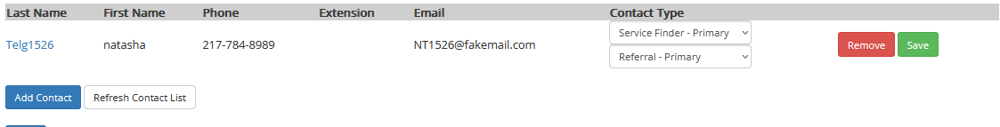 Last Name First Name Phone Extension Email Contact Type
Telg1526 natasha 217-784-8989 NT1526@fakemail.com Service Finder - Primary Remove Save
Referral - Primary
Add Contact Refresh Contact List